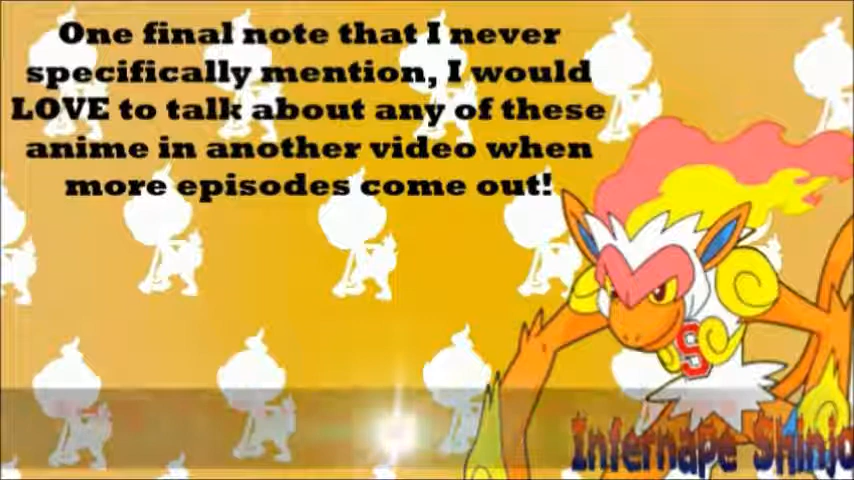 One final note that I never
specifically mention, I would
LOVE to talk about any of these
anime in another video when
more episodes come out!
S
Infernape Shinjo